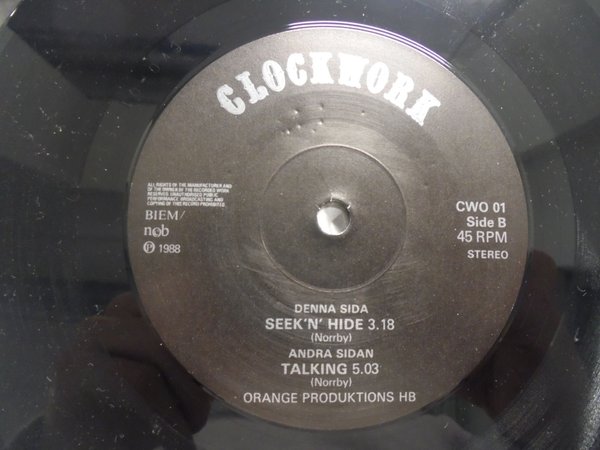 CLOCKWORK
ALL RIGHTS OF THE MANUFACTURER AND
OF THE OWNER OF THE RECORDED WORK
RESERVED. UNAUTHORISED PUBLIC
PERFORMANCE BROADCASTING AND
COPYING OF THIS RECORD PROHIBITED.
BIEM/
nøb
℗ 1988
CWO 01
Side B
45 RPM
STEREO
DENNA SIDA
SEEK'N' HIDE 3.18
(Norrby)
ANDRA SIDAN
TALKING 5.03
(Norrby)
ORANGE PRODUKTIONS HB